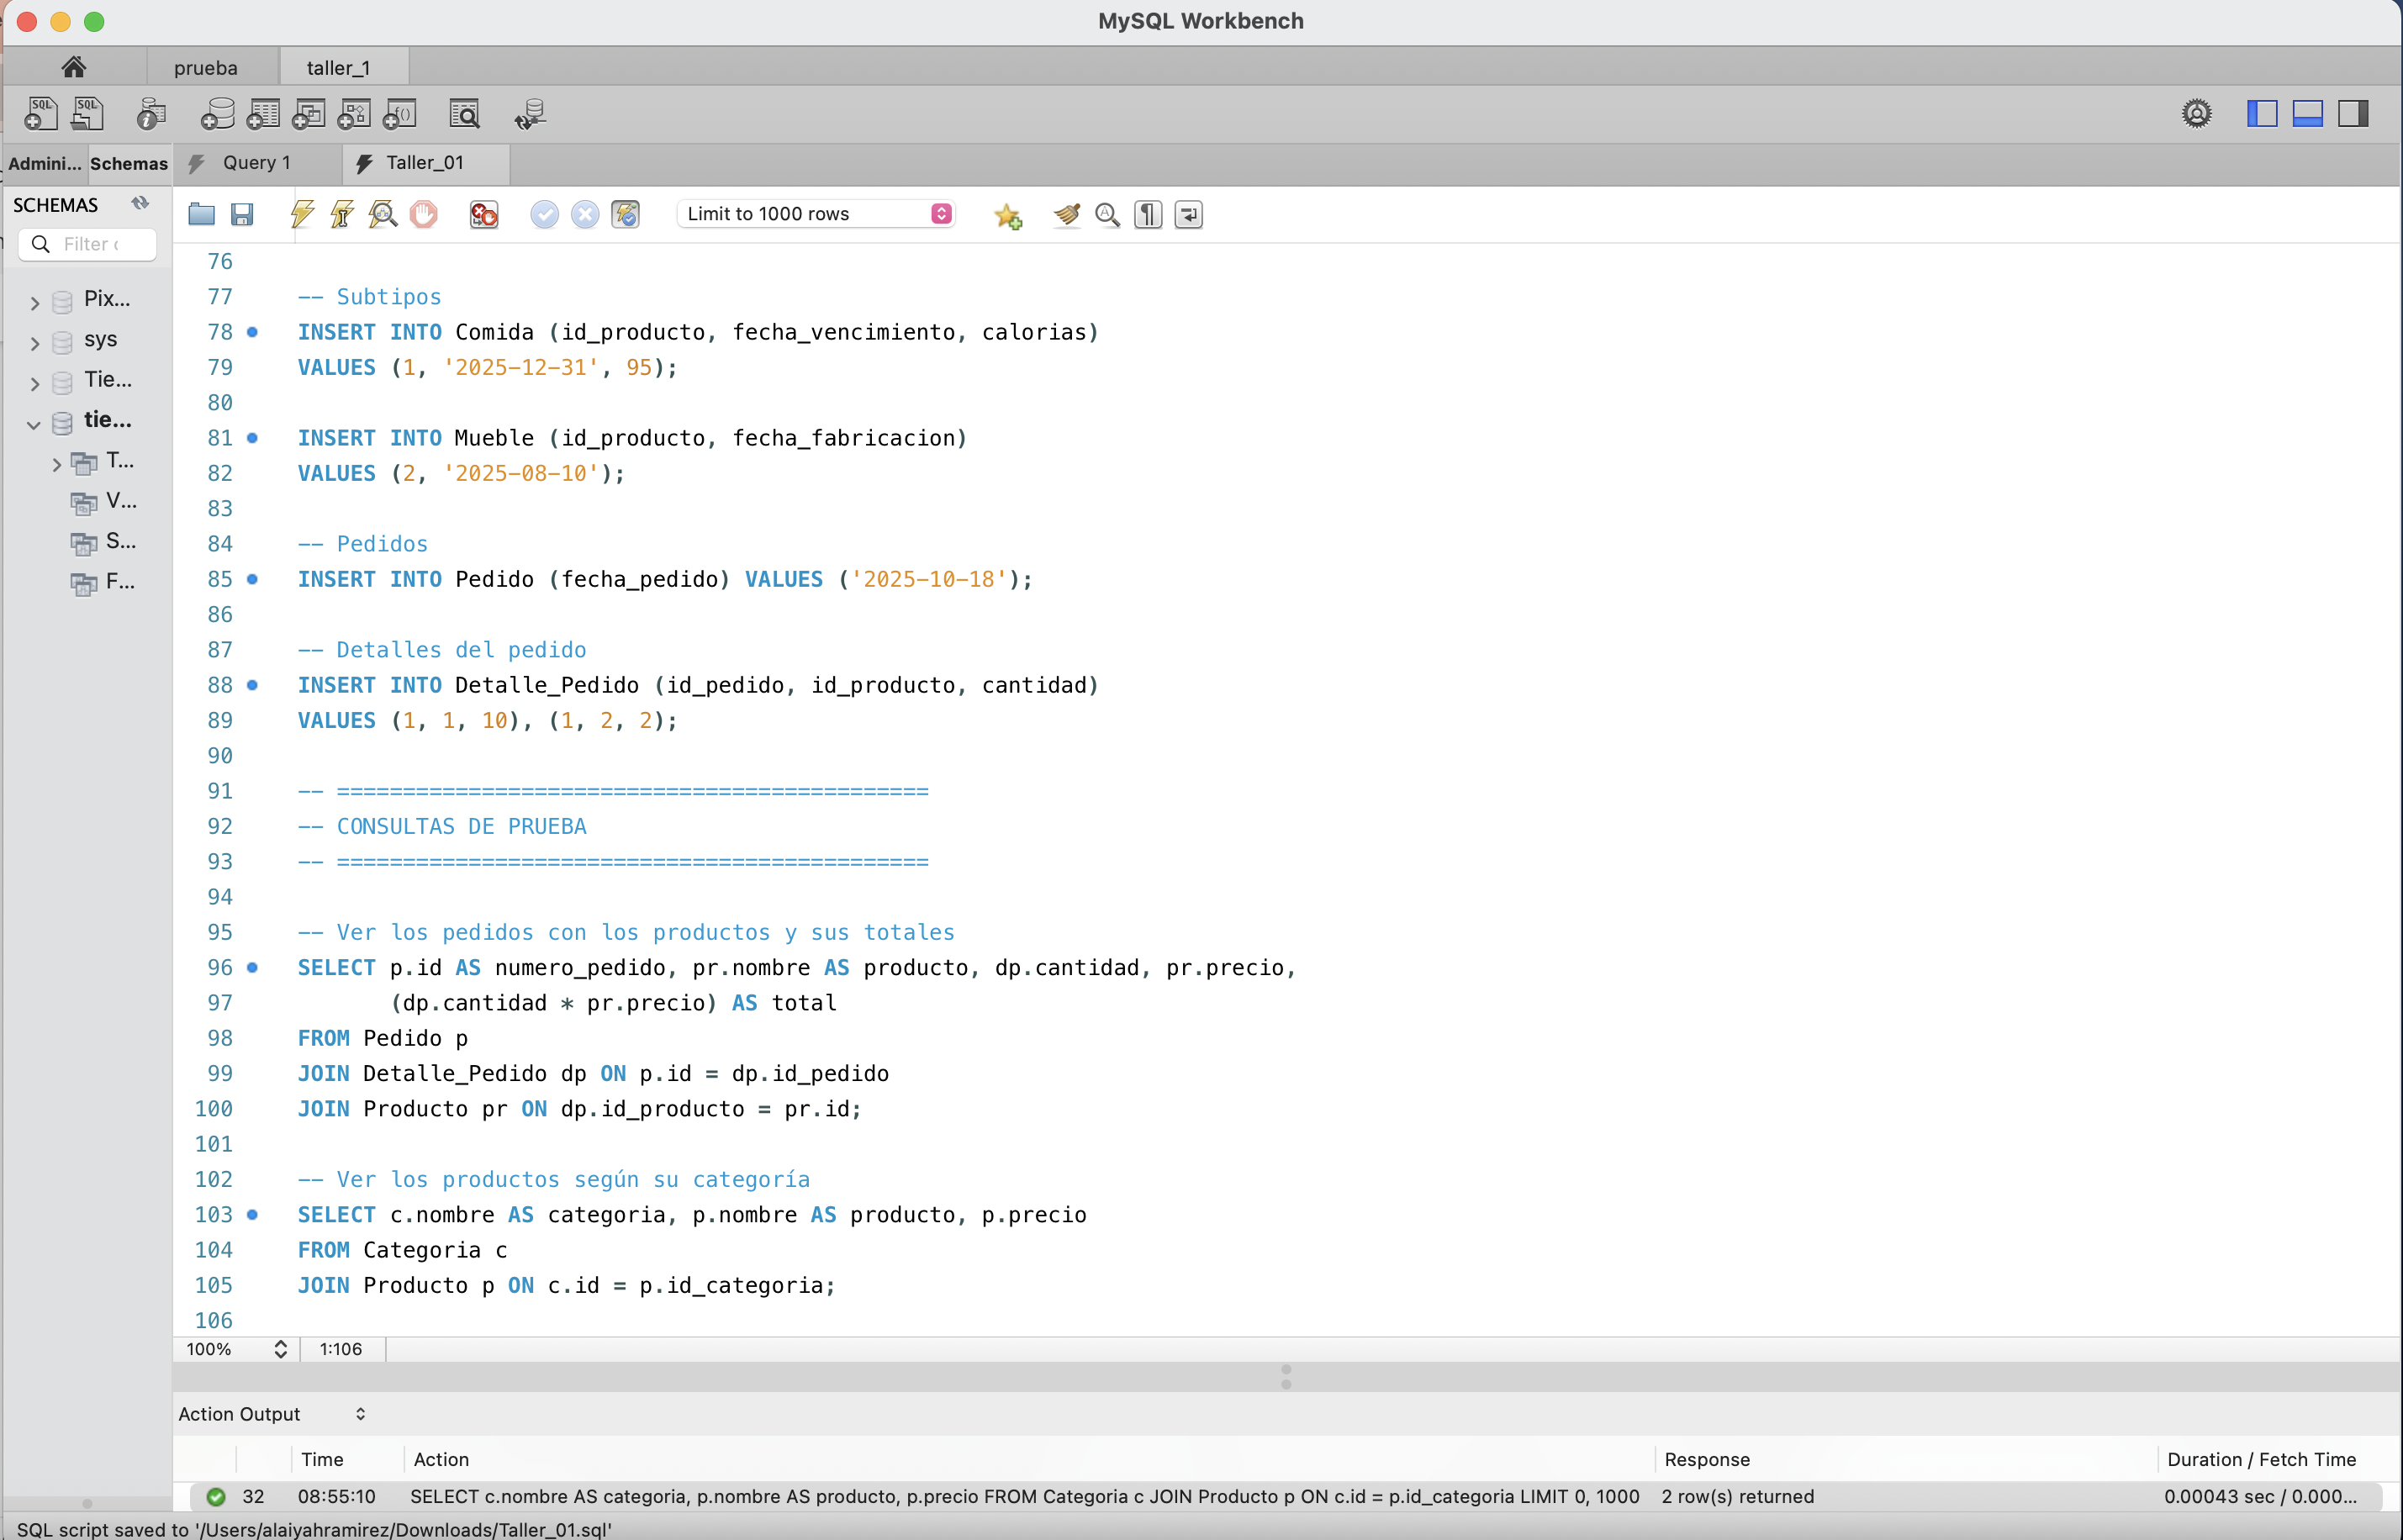 MySQL Workbench
prueba
taller_1
Admini... Schemas
Query 1
Taller_01
SCHEMAS
Filter
Pix...
sys
Tie...
tie...
T...
V...
S...
F...
Limit to 1000 rows
76
77 -- Subtipos
78 INSERT INTO Comida (id_producto, fecha_vencimiento, calorias)
79 VALUES (1, '2025-12-31', 95);
80
81 INSERT INTO Mueble (id_producto, fecha_fabricacion)
82 VALUES (2, '2025-08-10');
83
84 -- Pedidos
85 INSERT INTO Pedido (fecha_pedido) VALUES ('2025-10-18');
86
87 -- Detalles del pedido
88 INSERT INTO Detalle_Pedido (id_pedido, id_producto, cantidad)
89 VALUES (1, 1, 10), (1, 2, 2);
90
91 -- =============================================
92 -- CONSULTAS DE PRUEBA
93 -- =============================================
94
95 -- Ver los pedidos con los productos y sus totales
96 SELECT p.id AS numero_pedido, pr.nombre AS producto, dp.cantidad, pr.precio,
97 (dp.cantidad * pr.precio) AS total
98 FROM Pedido p
99 JOIN Detalle_Pedido dp ON p.id = dp.id_pedido
100 JOIN Producto pr ON dp.id_producto = pr.id;
101
102 -- Ver los productos según su categoría
103 SELECT c.nombre AS categoria, p.nombre AS producto, p.precio
104 FROM Categoria c
105 JOIN Producto p ON c.id = p.id_categoria;
106
100% 1:106
Action Output
Time Action Response Duration / Fetch Time
32 08:55:10 SELECT c.nombre AS categoria, p.nombre AS producto, p.precio FROM Categoria c JOIN Producto p ON c.id = p.id_categoria LIMIT 0, 1000 2 row(s) returned 0.00043 sec / 0.000...
SQL script saved to '/Users/alaiyahramirez/Downloads/Taller_01.sql'